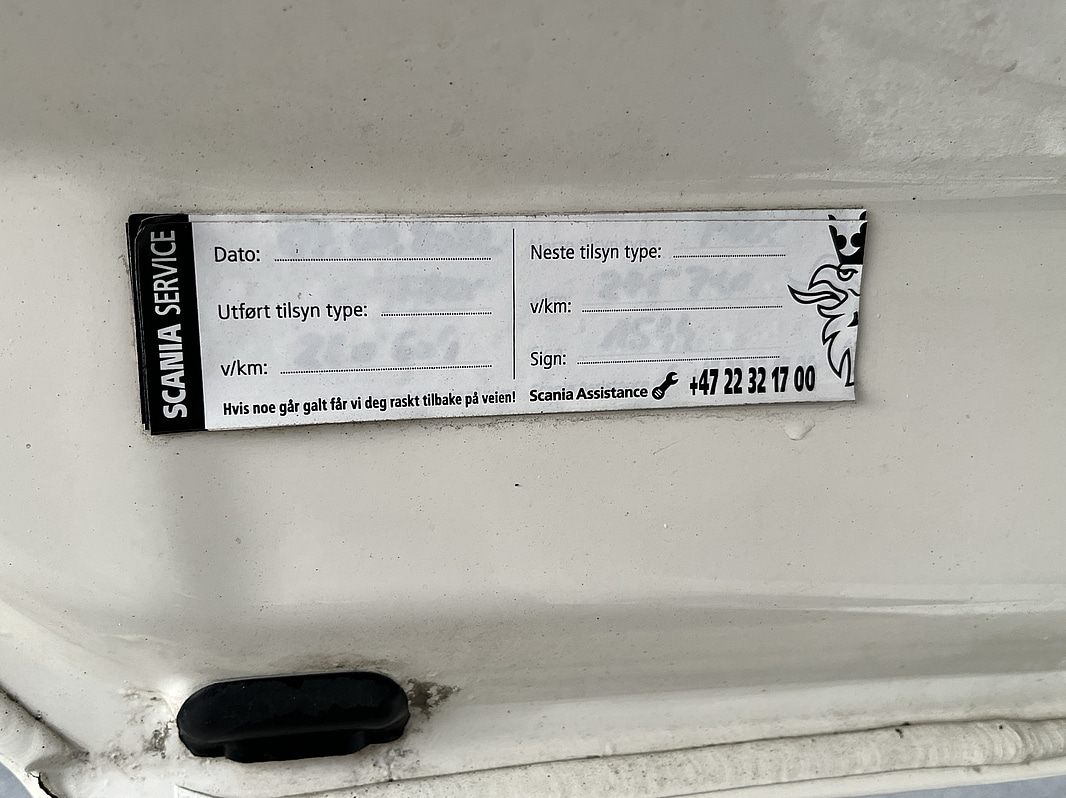 SCANIA SERVICE
Dato:
Utført tilsyn type:
v/km:
Hvis noe går galt får vi deg raskt tilbake på veien!
Neste tilsyn type:
v/km:
Sign:
Scania Assistance +47 22 32 17 00